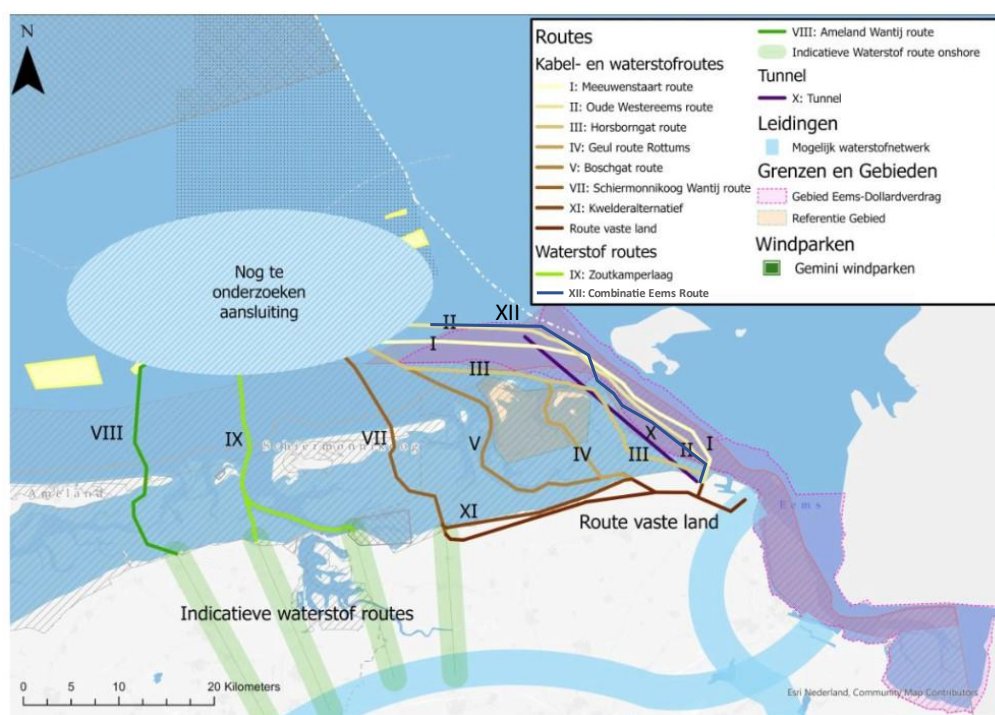 N
Routes
Kabel- en waterstofroutes
I: Meeuwenstaart route
II: Oude Westereems route
III: Horsborngat route
IV: Geul route Rottums
V: Boschgat route
VII: Schiermonnikoog Wantij route
XI: Kwelderalternatief
Route vaste land
Waterstof routes
IX: Zoutkamperlaag
XII: Combinatie Eems Route
VIII: Ameland Wantij route
Indicatieve Waterstof route onshore
Tunnel
X: Tunnel
Leidingen
Mogelijk waterstofnetwerk
Grenzen en Gebieden
Gebied Eems-Dollardverdrag
Referentie Gebied
Windparken
Gemini windparken
Nog te
onderzoeken
aansluiting
XII
II
I
III
VIII
IX
VII
V
IV
III
X
II
I
Schiermonnikoog
Ameland
Eems
XI
Route vaste land
Indicatieve waterstof routes
0 5 10 20 Kilometers
Esri Nederland, Community Map Contributors